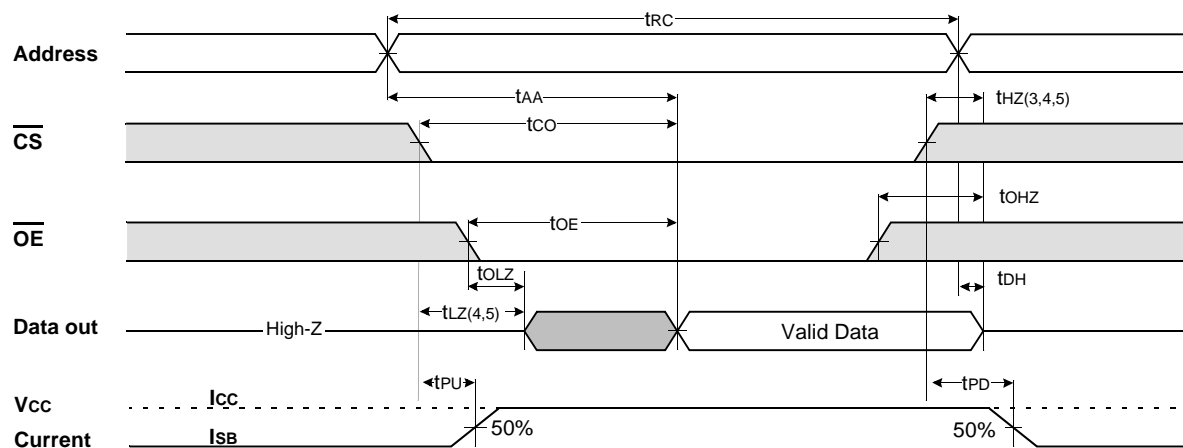 tRC
Address
tAA
tHZ(3,4,5)
CS
tCO
tOHZ
OE
tOE
tOLZ
tDH
tLZ(4,5)
Data out
High-Z
Valid Data
tPU
tPD
VCC
ICC
50%
50%
Current
ISB